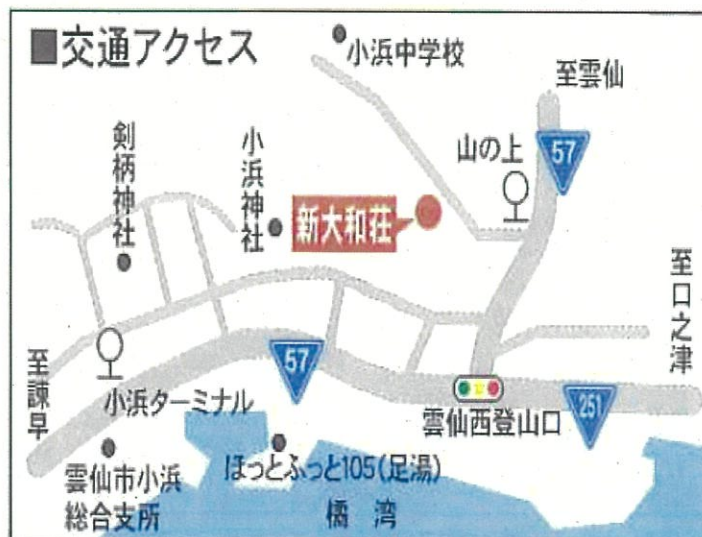 ■交通アクセス
小浜中学校
至雲仙
剣柄神社
小浜神社
山の上
57
新大和荘
至口之津
至諫早
57
小浜ターミナル
251
雲仙西登山口
雲仙市小浜
総合支所
ほっとふっと105(足湯)
橘湾